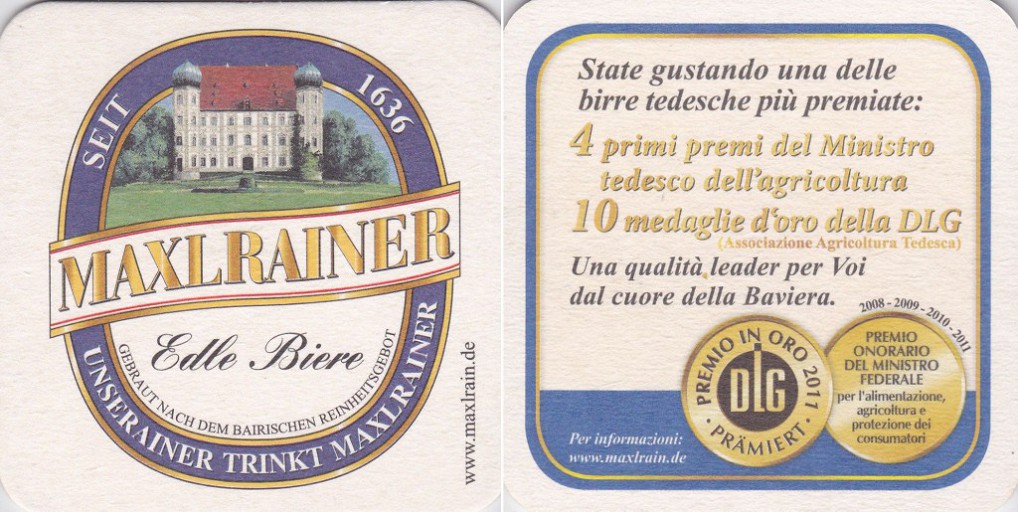 SEIT 1636
MAXLRAINER
Edle Biere
GEBRAUT NACH DEM BAIRISCHEN REINHEITSGEBOT
UNSERAINER TRINKT MAXLRAINER
www.maxlrain.de
State gustando una delle
birre tedesche più premiate:
4 primi premi del Ministro
tedesco dell'agricoltura
10 medaglie d'oro della DLG
(Associazione Agricoltura Tedesca)
Una qualità leader per Voi
dal cuore della Baviera.
2008 - 2009 - 2010 - 2011
PREMIO IN ORO 2011
DLG
· PRÄMIERT ·
PREMIO
ONORARIO
DEL MINISTRO
FEDERALE
per l'alimentazione,
agricoltura e
protezione dei
consumatori
Per informazioni:
www.maxlrain.de